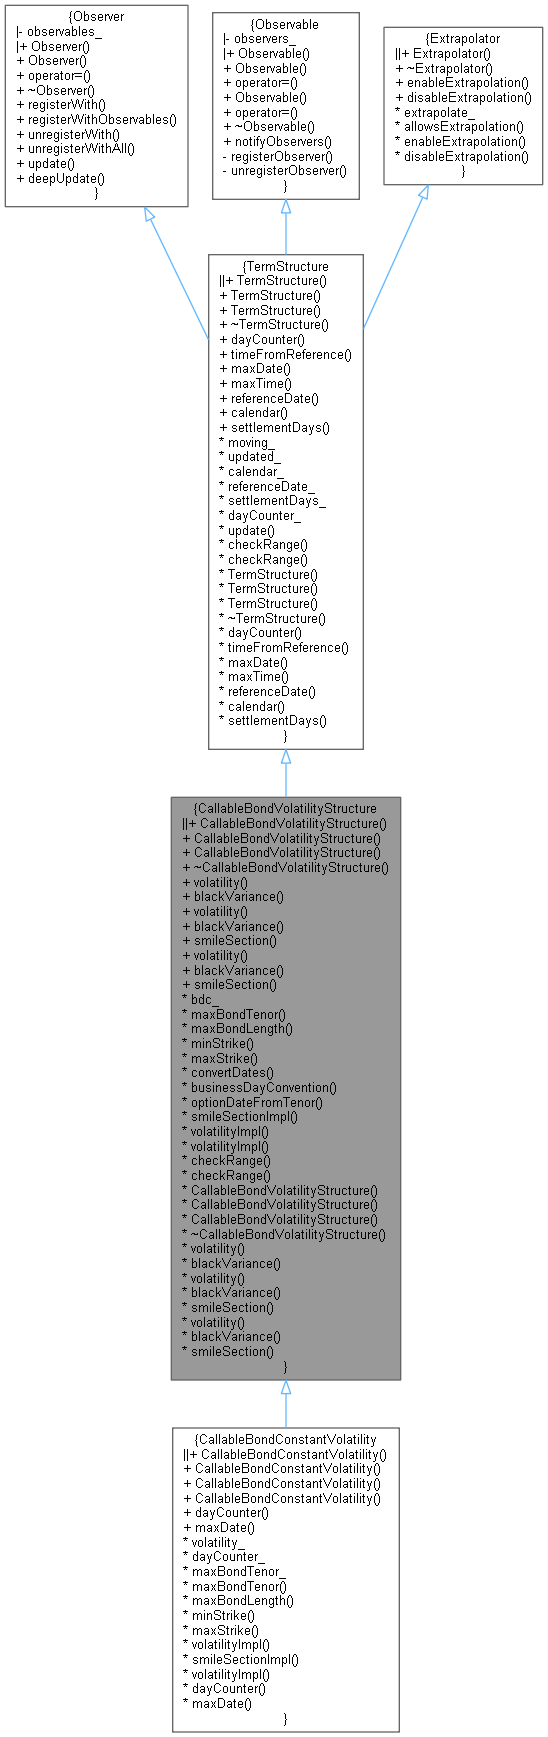 {Observer
|- observables_
|+ Observer()
+ Observer()
+ operator=()
+ ~Observer()
+ registerWith()
+ registerWithObservables()
+ unregisterWith()
+ unregisterWithAll()
+ update()
+ deepUpdate()
}
{Observable
|- observers_
|+ Observable()
+ Observable()
+ operator=()
+ Observable()
+ operator=()
+ ~Observable()
+ notifyObservers()
- registerObserver()
- unregisterObserver()
}
{Extrapolator
||+ Extrapolator()
+ ~Extrapolator()
+ enableExtrapolation()
+ disableExtrapolation()
* extrapolate_
* allowsExtrapolation()
* enableExtrapolation()
* disableExtrapolation()
}
{TermStructure
||+ TermStructure()
+ TermStructure()
+ TermStructure()
+ ~TermStructure()
+ dayCounter()
+ timeFromReference()
+ maxDate()
+ maxTime()
+ referenceDate()
+ calendar()
+ settlementDays()
* moving_
* updated_
* calendar_
* referenceDate_
* settlementDays_
* dayCounter_
* update()
* checkRange()
* checkRange()
* TermStructure()
* TermStructure()
* TermStructure()
* ~TermStructure()
* dayCounter()
* timeFromReference()
* maxDate()
* maxTime()
* referenceDate()
* calendar()
* settlementDays()
}
{CallableBondVolatilityStructure
||+ CallableBondVolatilityStructure()
+ CallableBondVolatilityStructure()
+ CallableBondVolatilityStructure()
+ ~CallableBondVolatilityStructure()
+ volatility()
+ blackVariance()
+ volatility()
+ blackVariance()
+ smileSection()
+ volatility()
+ blackVariance()
+ smileSection()
* bdc_
* maxBondTenor()
* maxBondLength()
* minStrike()
* maxStrike()
* convertDates()
* businessDayConvention()
* optionDateFromTenor()
* smileSectionImpl()
* volatilityImpl()
* volatilityImpl()
* checkRange()
* checkRange()
* CallableBondVolatilityStructure()
* CallableBondVolatilityStructure()
* CallableBondVolatilityStructure()
* ~CallableBondVolatilityStructure()
* volatility()
* blackVariance()
* volatility()
* blackVariance()
* smileSection()
* volatility()
* blackVariance()
* smileSection()
}
{CallableBondConstantVolatility
||+ CallableBondConstantVolatility()
+ CallableBondConstantVolatility()
+ CallableBondConstantVolatility()
+ CallableBondConstantVolatility()
+ dayCounter()
+ maxDate()
* volatility_
* dayCounter_
* maxBondTenor_
* maxBondTenor()
* maxBondLength()
* minStrike()
* maxStrike()
* volatilityImpl()
* smileSectionImpl()
* volatilityImpl()
* dayCounter()
* maxDate()
}